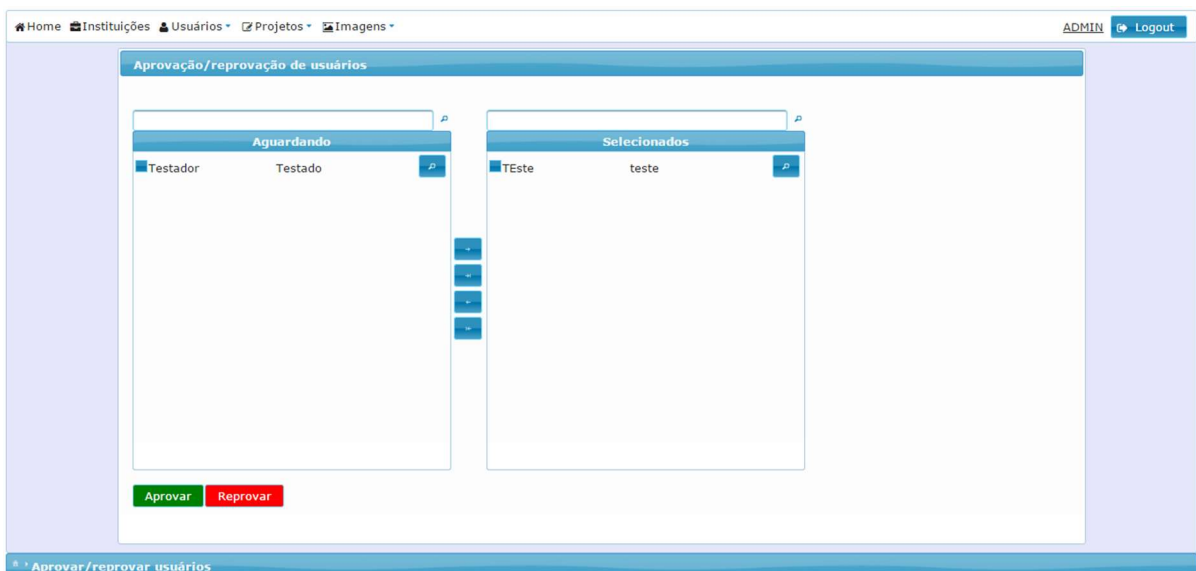 Home Instituições Usuários Projetos Imagens ADMIN Logout
Aprovação/reprovação de usuários
Aguardando Selecionados
Testador Testado TEste teste
Aprovar Reprovar
Aprovar/reprovar usuários